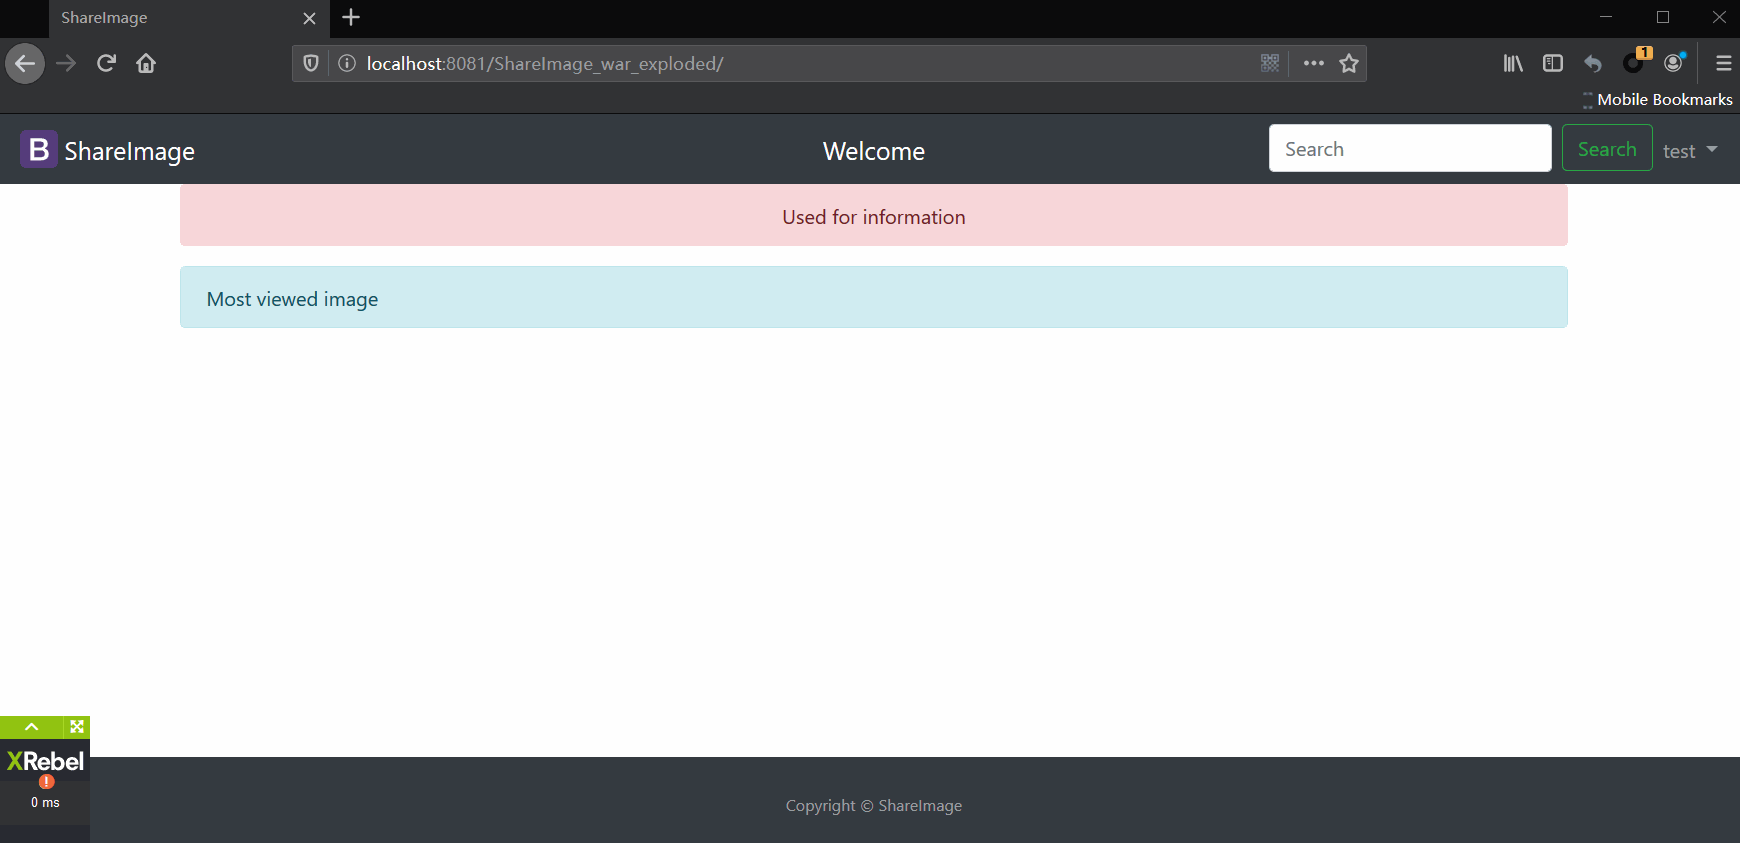 ShareImage
localhost:8081/ShareImage_war_exploded/
1
Mobile Bookmarks
B ShareImage
Welcome
Search
Search
test
Used for information
Most viewed image
XRebel
!
0 ms
Copyright © ShareImage